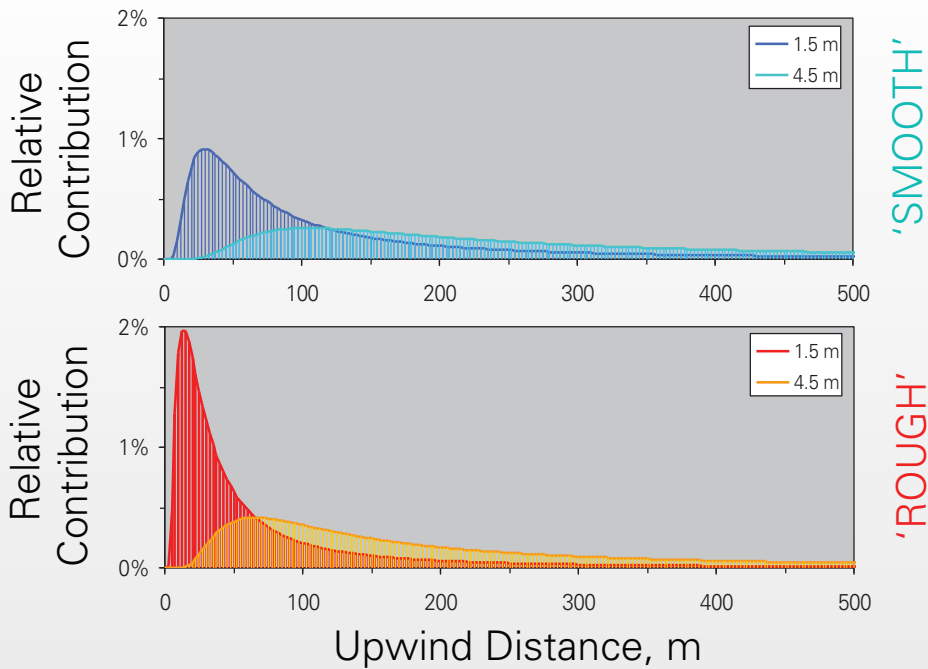 Relative
Contribution
2%
1%
0%
1.5 m
4.5 m
0
100
200
300
400
500
'SMOOTH'
Relative
Contribution
2%
1%
0%
1.5 m
4.5 m
0
100
200
300
400
500
'ROUGH'
Upwind Distance, m